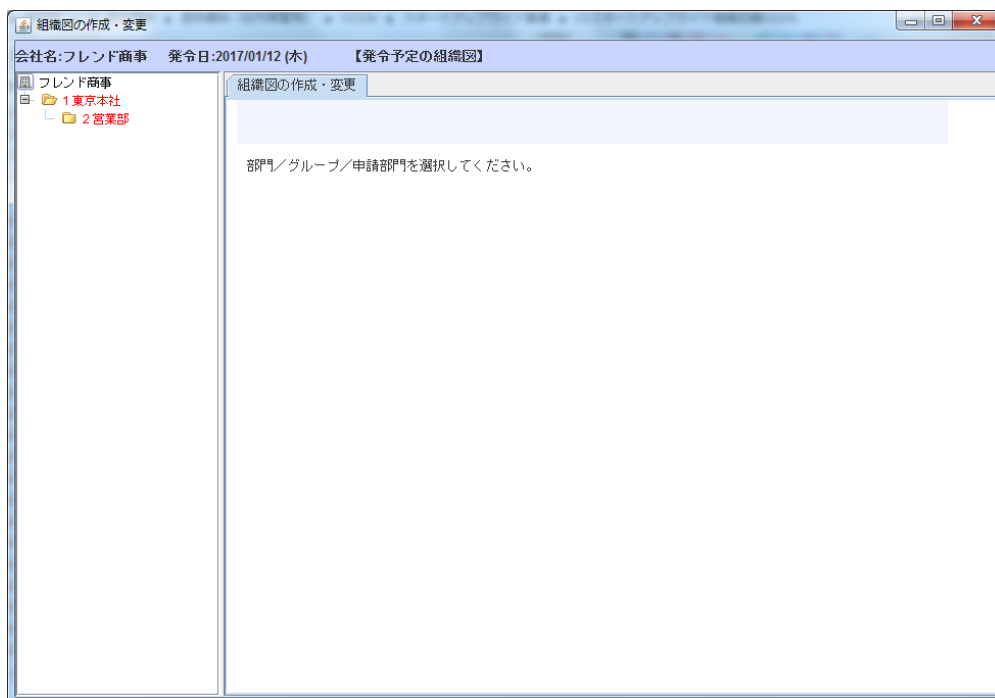 組織図の作成・変更
会社名:フレンド商事 発令日:2017/01/12 (木) 【発令予定の組織図】
フレンド商事
1 東京本社
2 営業部
組織図の作成・変更
部門／グループ／申請部門を選択してください。